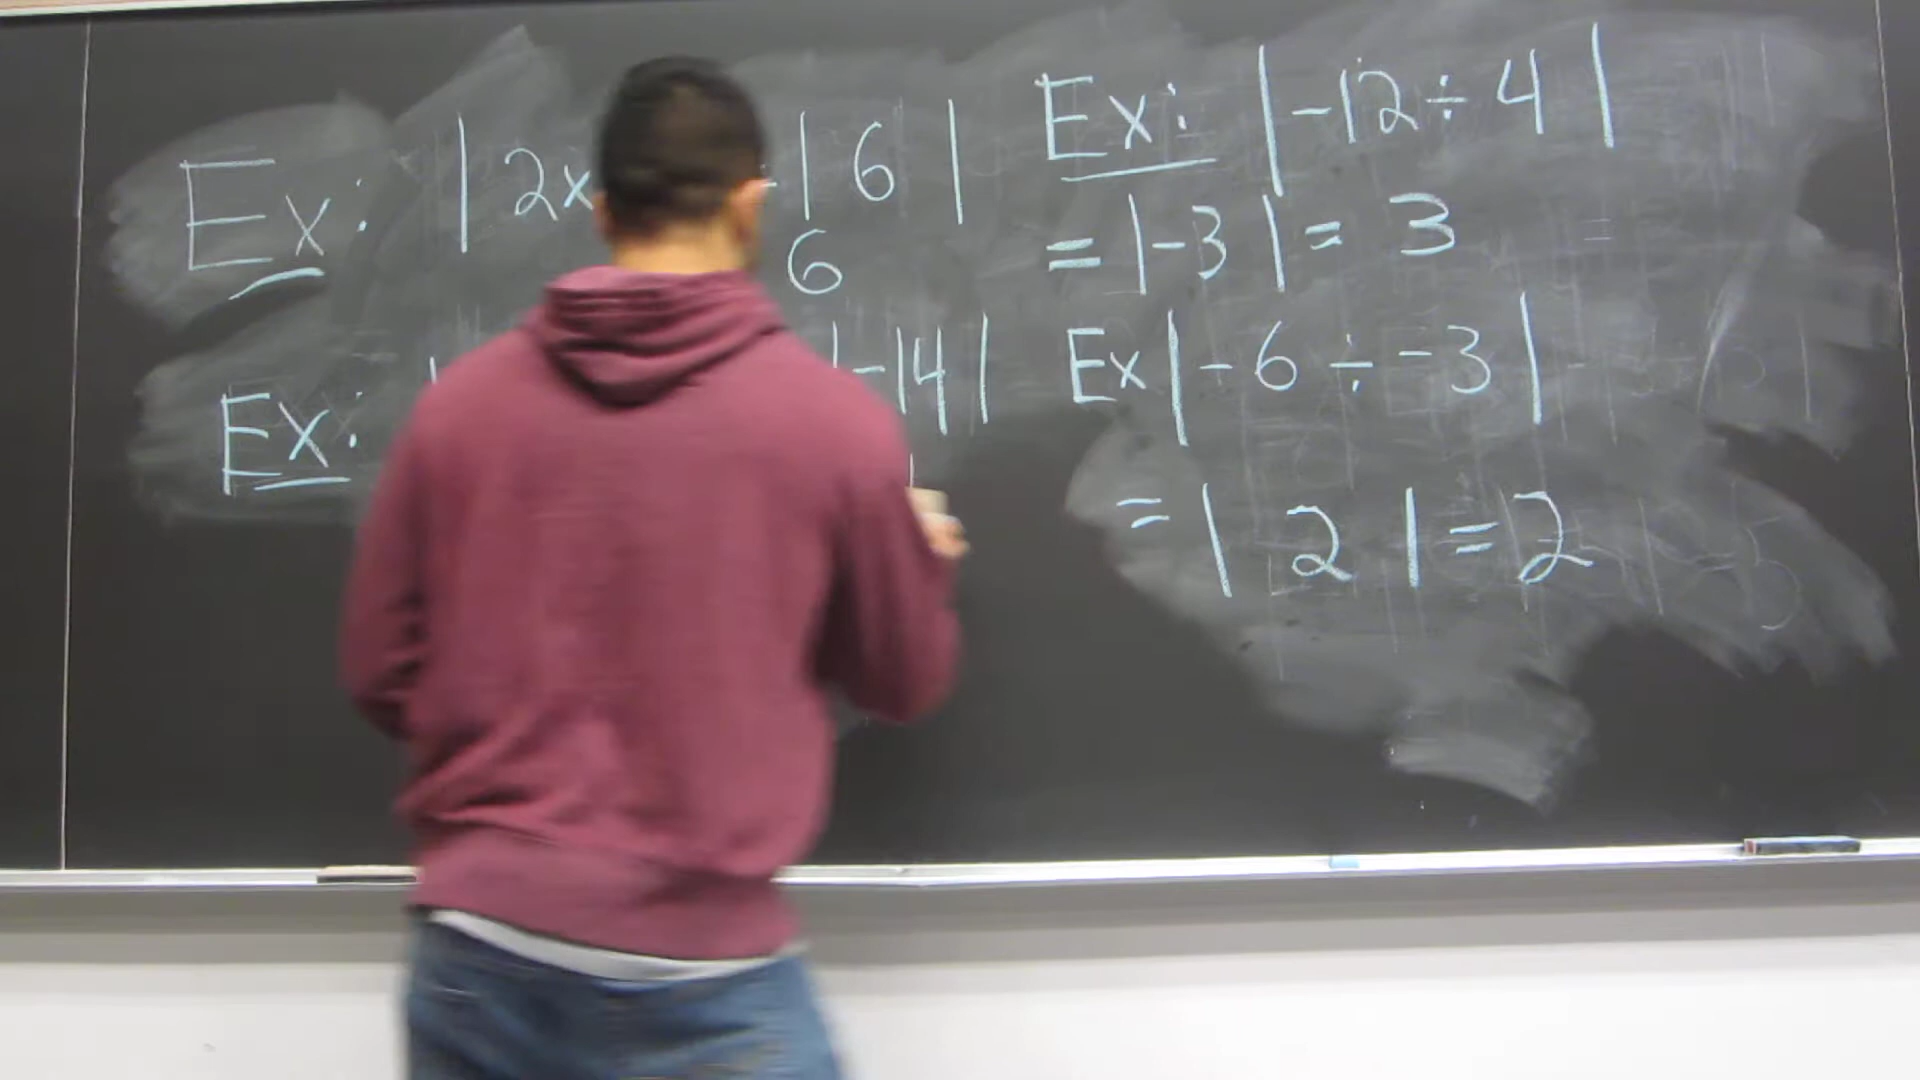 Ex: | 2x | 6 |
6
Ex: | |-14|
Ex: |-12÷4|
= |-3| = 3
Ex |-6 ÷ -3|
= | 2 | = 2